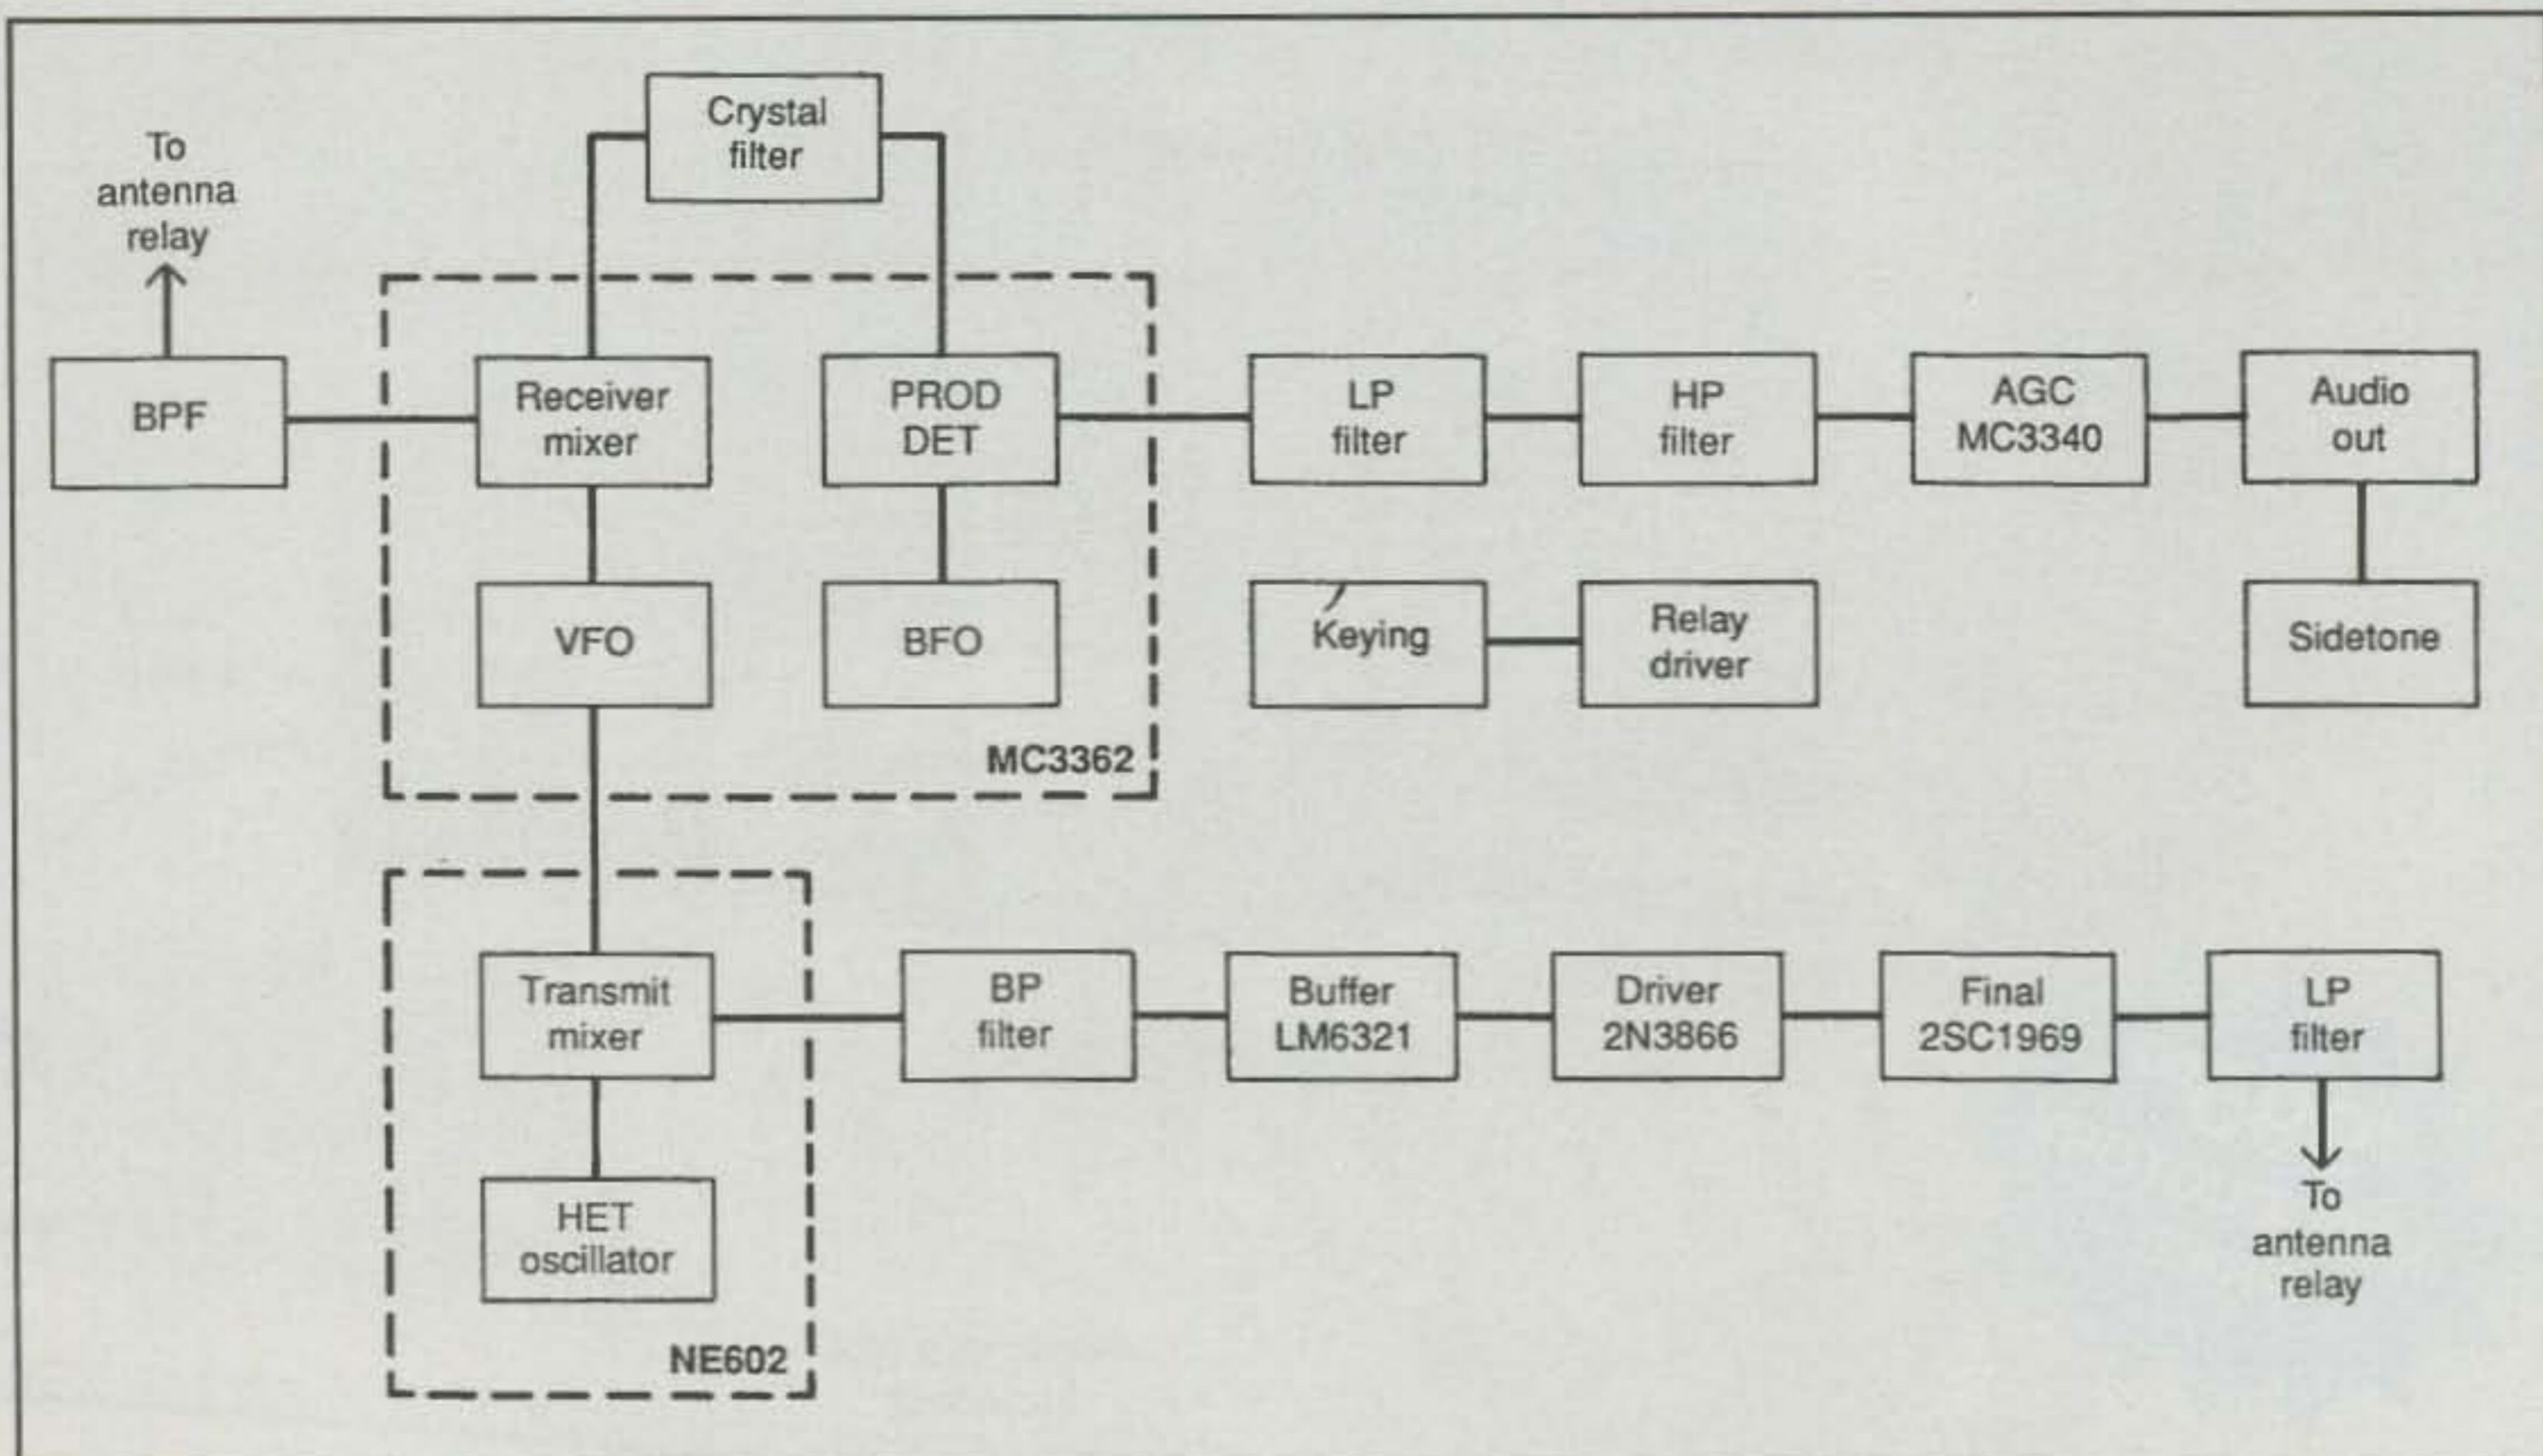 Crystal
filter
To
antenna
relay
BPF
Receiver
mixer
PROD
DET
LP
filter
HP
filter
AGC
MC3340
Audio
out
VFO
BFO
Keying
Relay
driver
Sidetone
MC3362
Transmit
mixer
BP
filter
Buffer
LM6321
Driver
2N3866
Final
2SC1969
LP
filter
HET
oscillator
To
antenna
relay
NE602